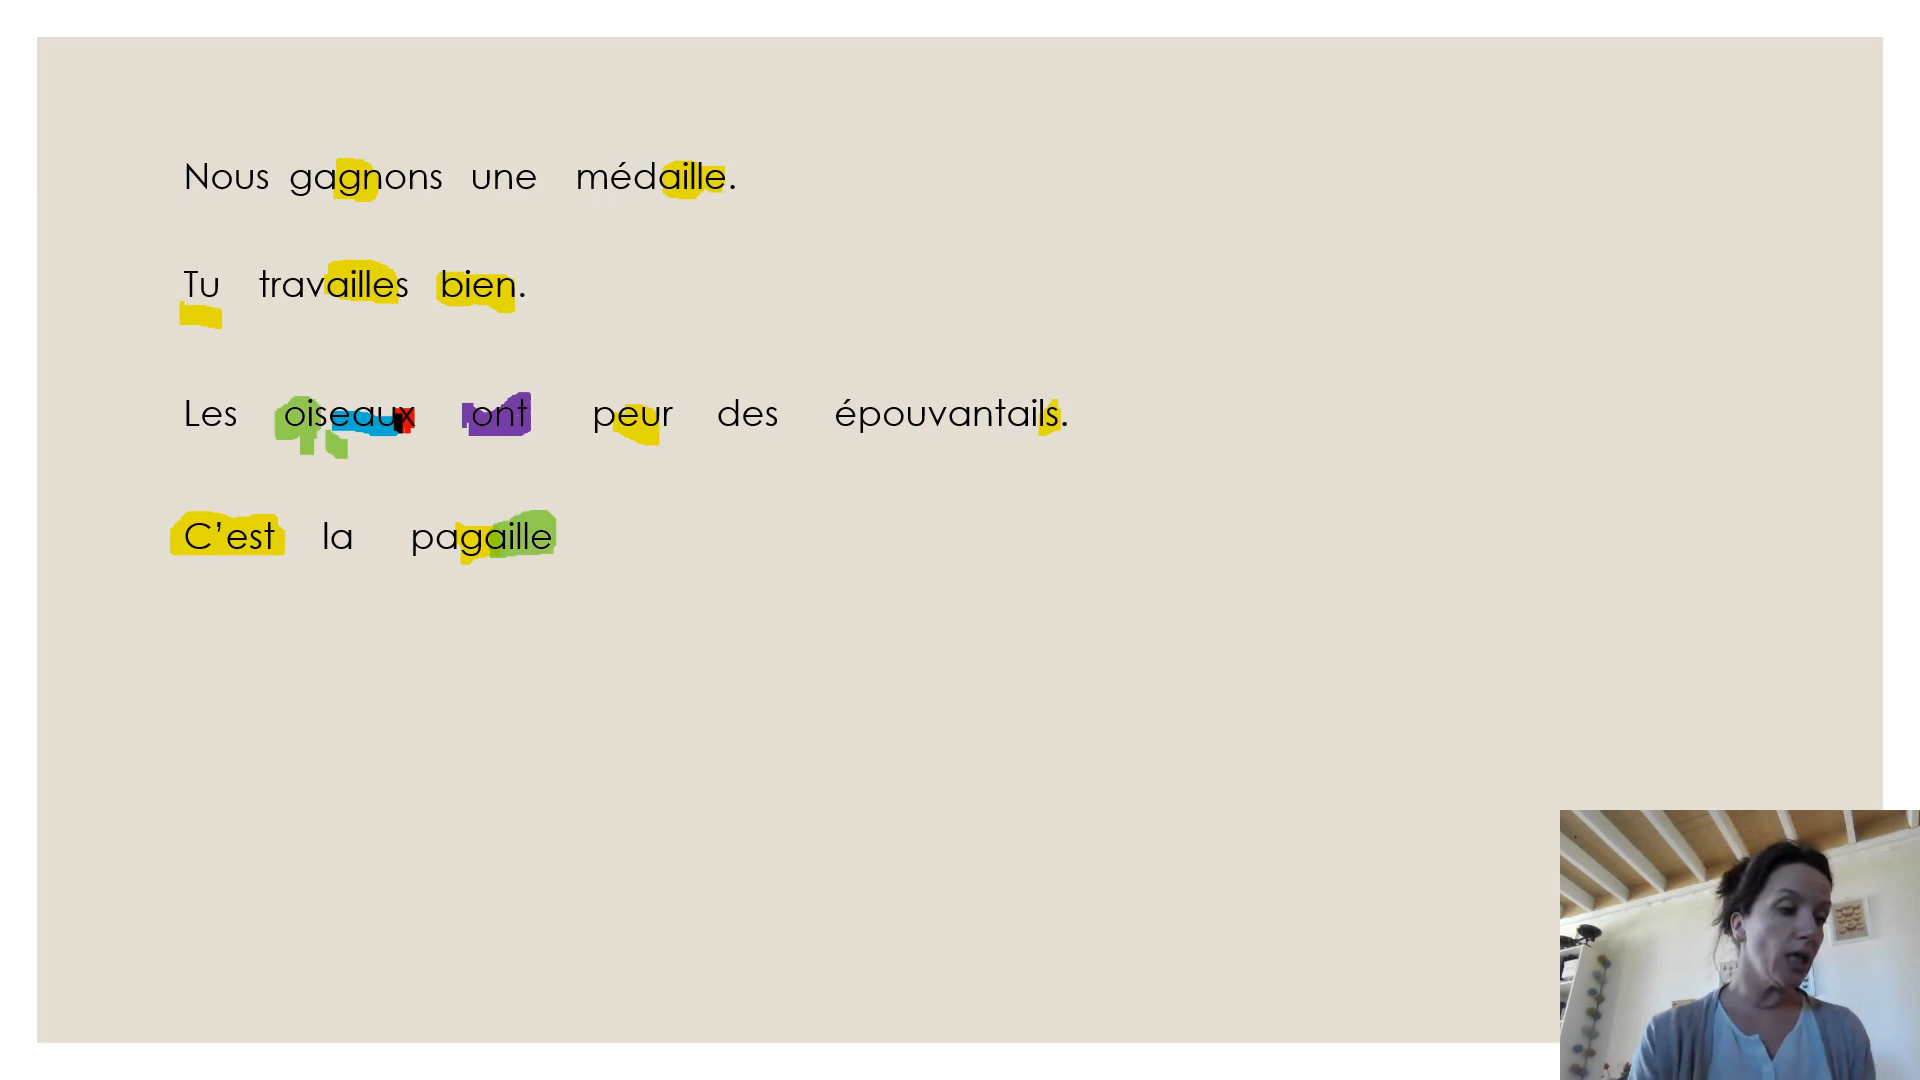 Nous gagnons une médaille.
Tu travailles bien.
Les oiseaux ont peur des épouvantails.
C’est la pagaille